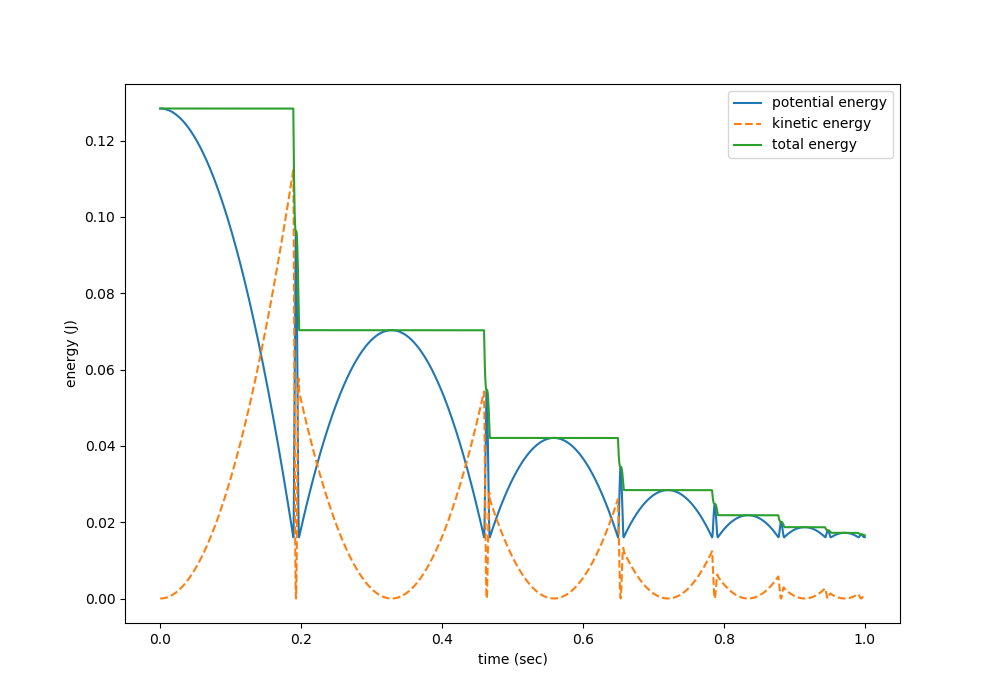 potential energy
kinetic energy
total energy
0.12
0.10
0.08
0.06
0.04
0.02
0.00
energy (J)
0.0 0.2 0.4 0.6 0.8 1.0
time (sec)